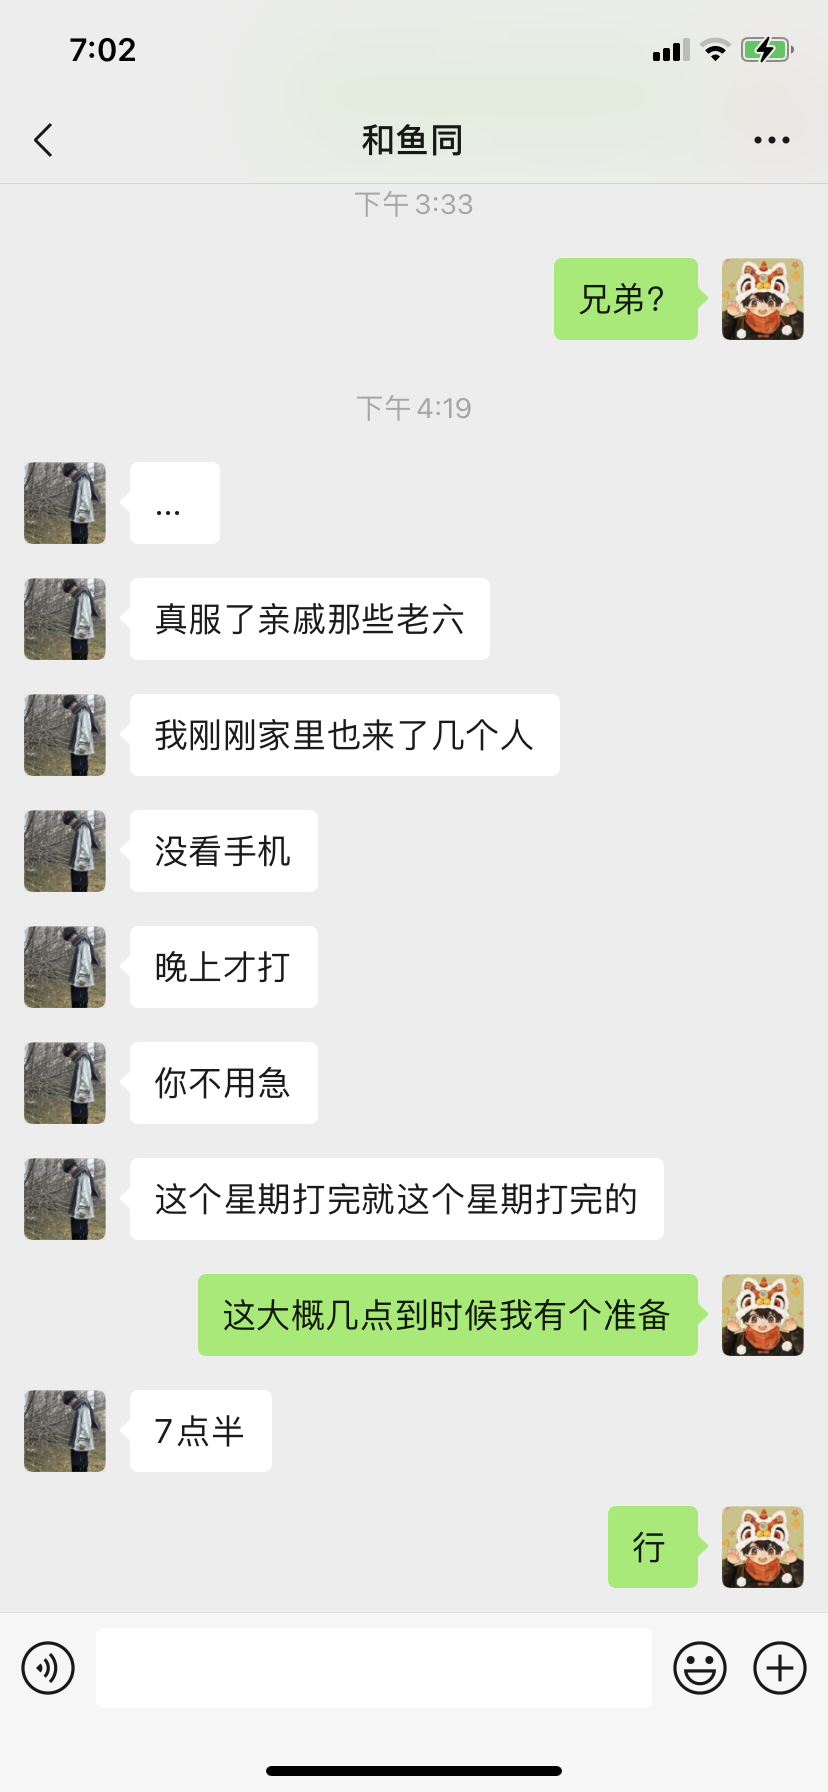 7:02
和鱼同
下午 3:33
兄弟?
下午 4:19
...
真服了亲戚那些老六
我刚刚家里也来了几个人
没看手机
晚上才打
你不用急
这个星期打完就这个星期打完的
这大概几点到时候我有个准备
7点半
行